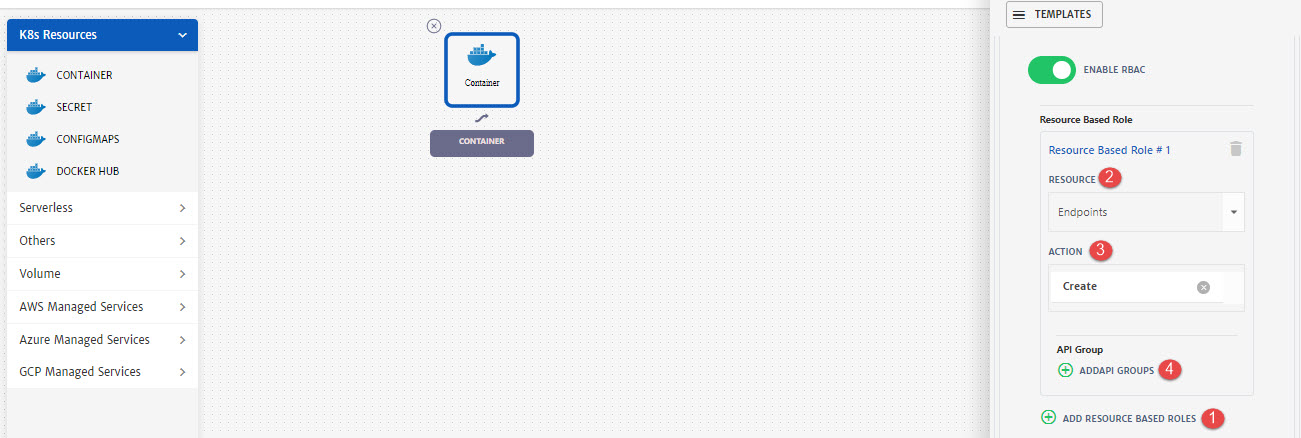 K8s Resources
CONTAINER
SECRET
CONFIGMAPS
DOCKER HUB
Serverless
Others
Volume
AWS Managed Services
Azure Managed Services
GCP Managed Services
Container
CONTAINER
TEMPLATES
ENABLE RBAC
Resource Based Role
Resource Based Role # 1
RESOURCE 2
Endpoints
ACTION 3
Create
API Group
ADDAPI GROUPS 4
ADD RESOURCE BASED ROLES 1